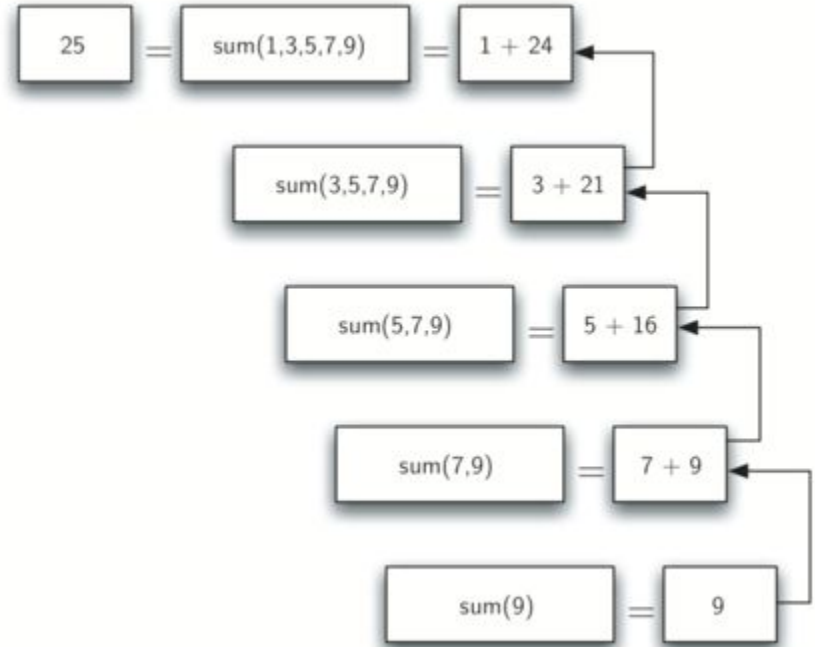 25 = sum(1,3,5,7,9) = 1 + 24
sum(3,5,7,9) = 3 + 21
sum(5,7,9) = 5 + 16
sum(7,9) = 7 + 9
sum(9) = 9